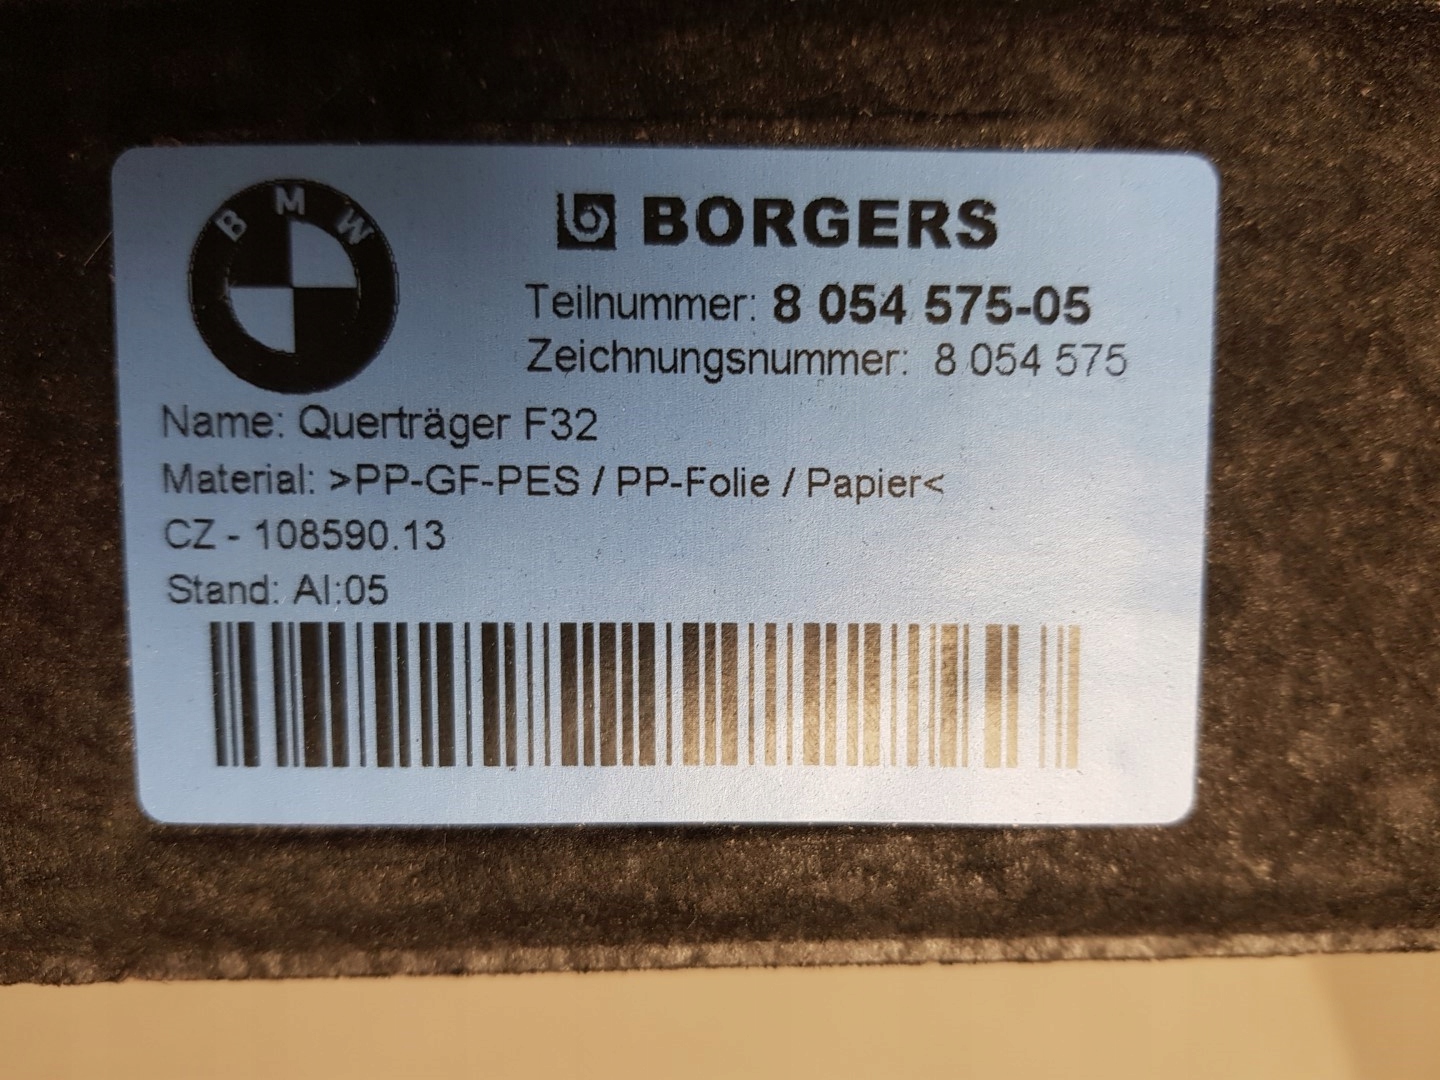 BMW
BORGERS
Teilnummer: 8 054 575-05
Zeichnungsnummer: 8 054 575
Name: Querträger F32
Material: >PP-GF-PES / PP-Folie / Papier<
CZ - 108590.13
Stand: AI:05